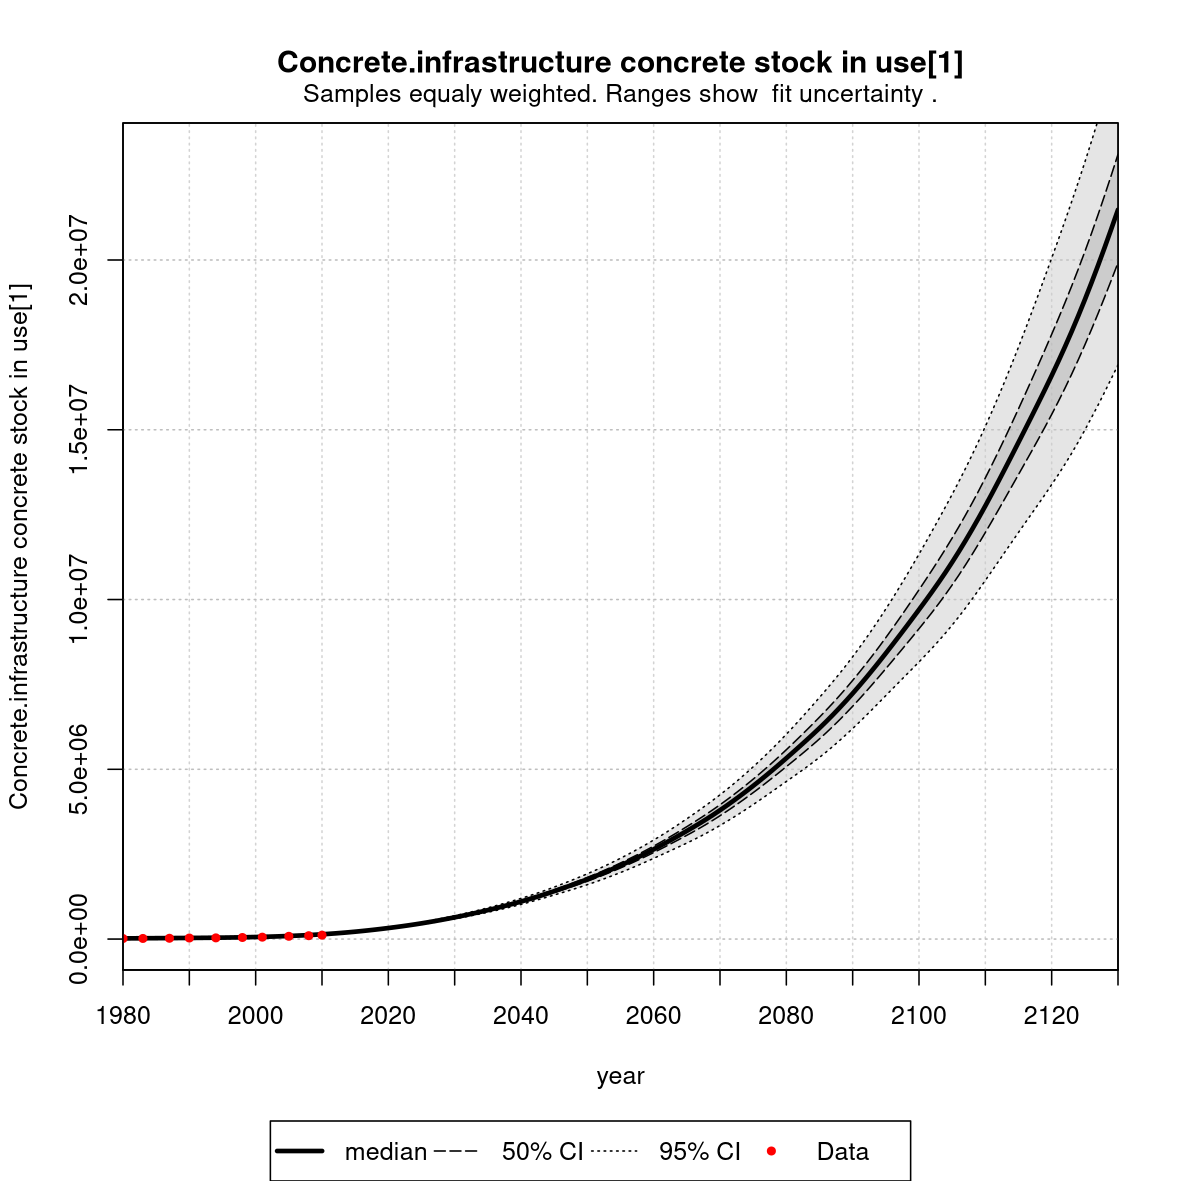 Concrete.infrastructure concrete stock in use[1]
Samples equaly weighted. Ranges show  fit uncertainty .
Concrete.infrastructure concrete stock in use[1]
2.0e+07
1.5e+07
1.0e+07
5.0e+06
0.0e+00
1980 2000 2020 2040 2060 2080 2100 2120
year
median 50% CI 95% CI Data